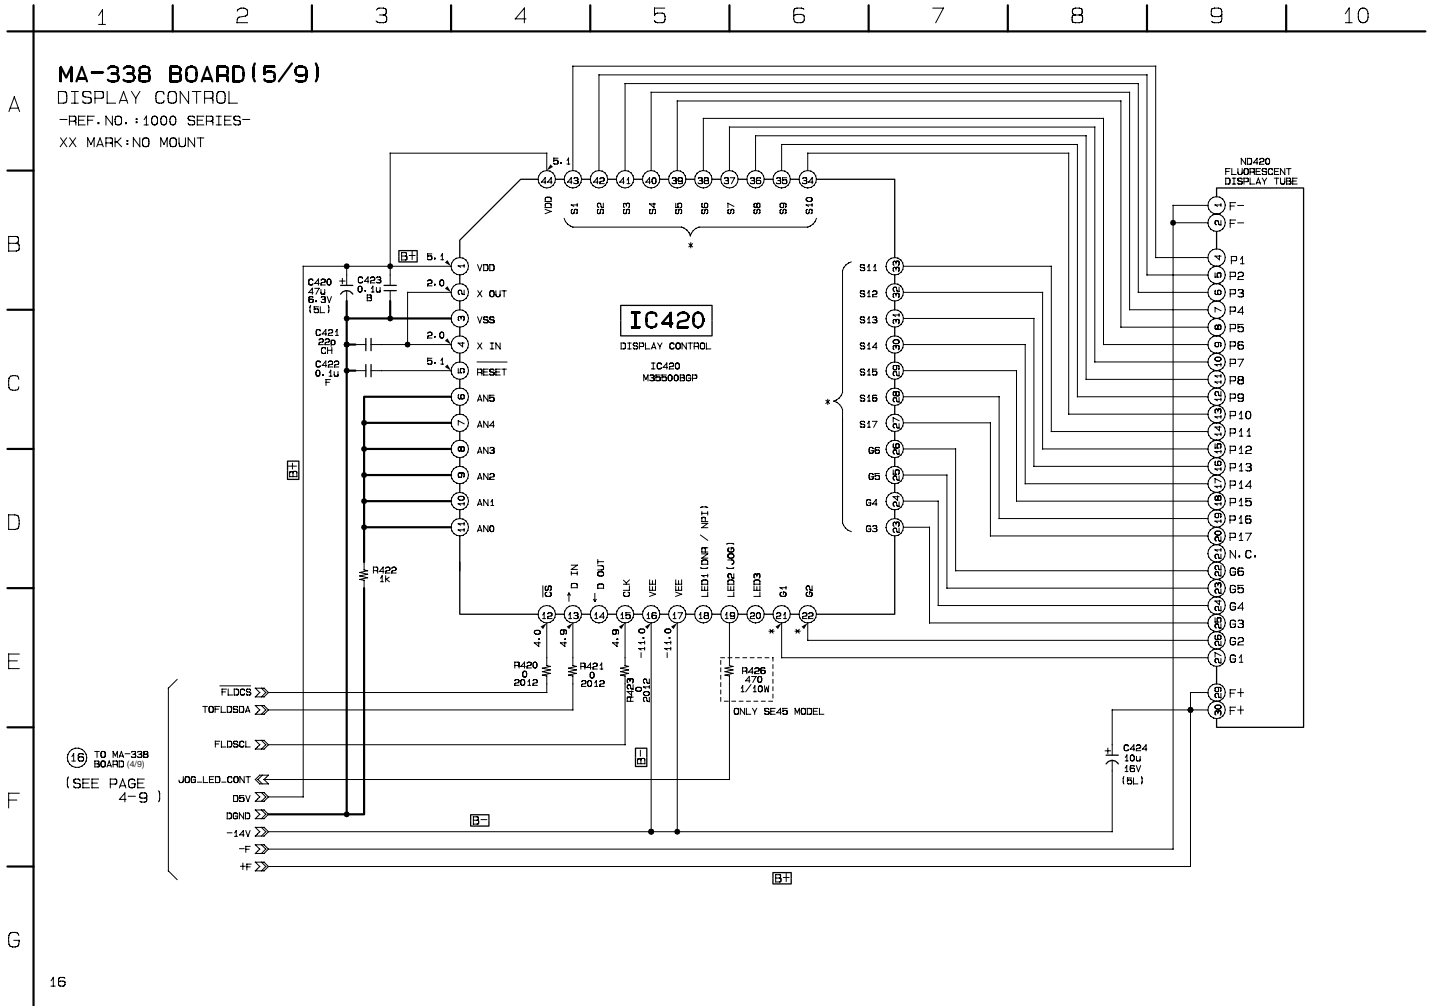 1 2 3 4 5 6 7 8 9 10
A
B
C
D
E
F
G
MA-338 BOARD(5/9)
DISPLAY CONTROL
-REF.NO.:1000 SERIES-
XX MARK:NO MOUNT
5.1
44 43 42 41 40 39 38 37 36 35 34
VDD S1 S2 S3 S4 S5 S6 S7 S8 S9 S10
*
ND420
FLUORESCENT
DISPLAY TUBE
1 F-
2 F-
4 P1
5 P2
6 P3
7 P4
8 P5
9 P6
10 P7
11 P8
12 P9
13 P10
14 P11
15 P12
16 P13
17 P14
18 P15
19 P16
20 P17
21 N.C.
22 G6
23 G5
24 G4
25 G3
26 G2
27 G1
29 F+
30 F+
B+ 5.1 1 VDD
2.0 2 X OUT
3 VSS
2.0 4 X IN
5.1 5 RESET
6 AN5
7 AN4
8 AN3
9 AN2
10 AN1
11 AN0
C420
47u
6.3V
(5L)
C423
0.1u
B
C421
22p
CH
C422
0.1u
F
B+
R422
1k
IC420
DISPLAY CONTROL
IC420
M35500BGP
S11 33
S12 32
S13 31
S14 30
S15 29
S16 28
S17 27
G6 26
G5 25
G4 24
G3 23
*
CS D IN D OUT CLK VEE VEE LED1(DNR / NPI) LED2(JOG) LED3 G1 G2
12 13 14 15 16 17 18 19 20 21 22
4.0 4.9 4.9 -11.0 -11.0 * *
R420
0
2012
R421
0
2012
R423
0
2012
R426
470
1/10W
ONLY SE45 MODEL
FLDCS
TOFLDSDA
FLDSCL
JOG_LED_CONT
D5V
DGND
-14V
-F
+F
16 TO MA-338
BOARD (4/9)
(SEE PAGE
4-9 )
B-
B-
C424
10u
16V
(5L)
B+
16